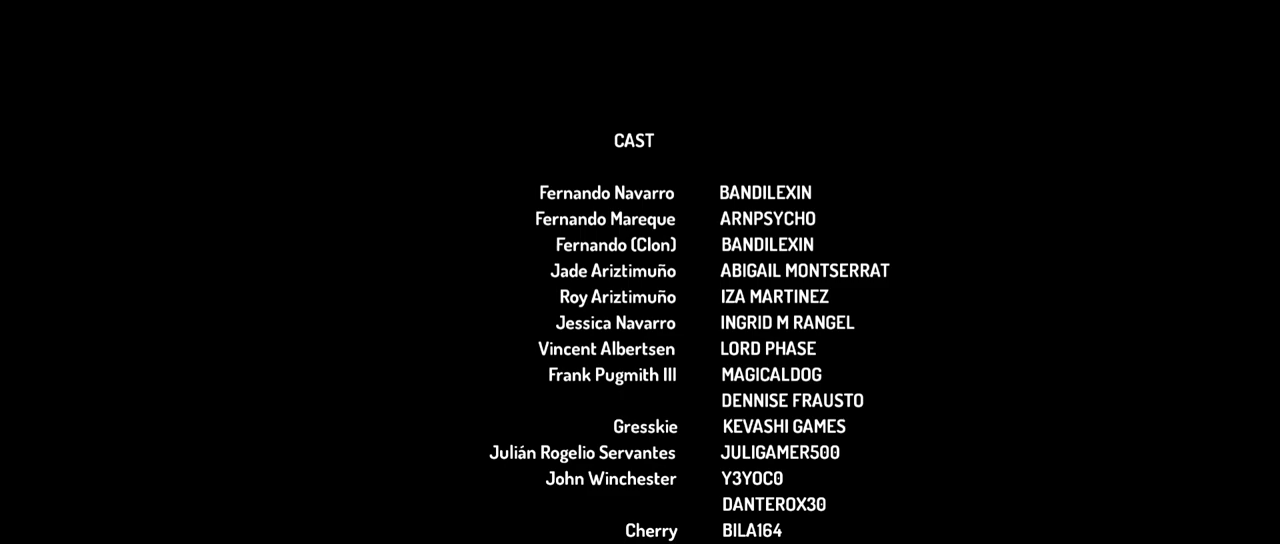 CAST
Fernando Navarro BANDILEXIN
Fernando Mareque ARNPSYCHO
Fernando (Clon) BANDILEXIN
Jade Ariztimuño ABIGAIL MONTSERRAT
Roy Ariztimuño IZA MARTINEZ
Jessica Navarro INGRID M RANGEL
Vincent Albertsen LORD PHASE
Frank Pugmith III MAGICALDOG
DENNISE FRAUSTO
Gresskie KEVASHI GAMES
Julián Rogelio Servantes JULIGAMER500
John Winchester Y3YOC0
DANTEROX30
Cherry BILA164